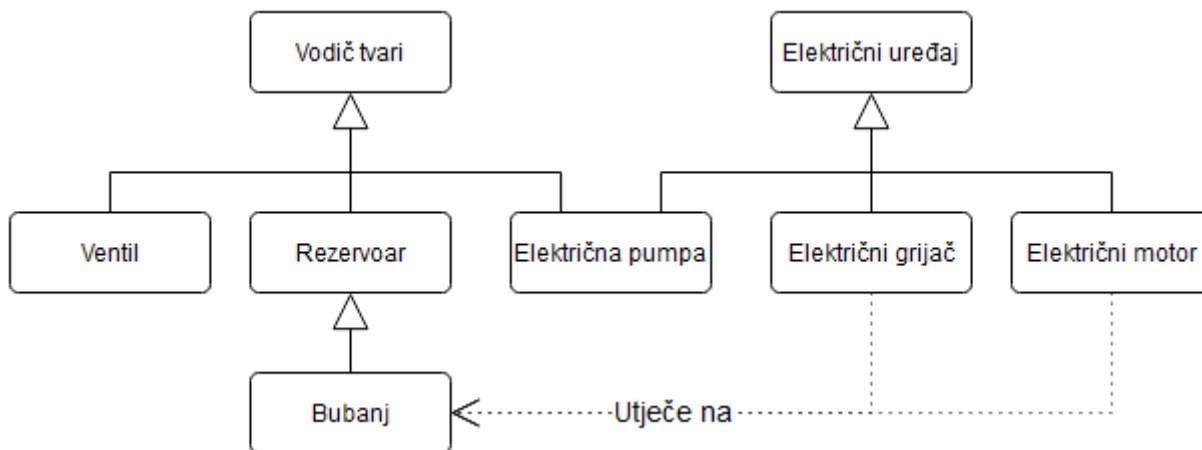 Vodič tvari
Električni uređaj
Ventil
Rezervoar
Električna pumpa
Električni grijač
Električni motor
Bubanj
Utječe na